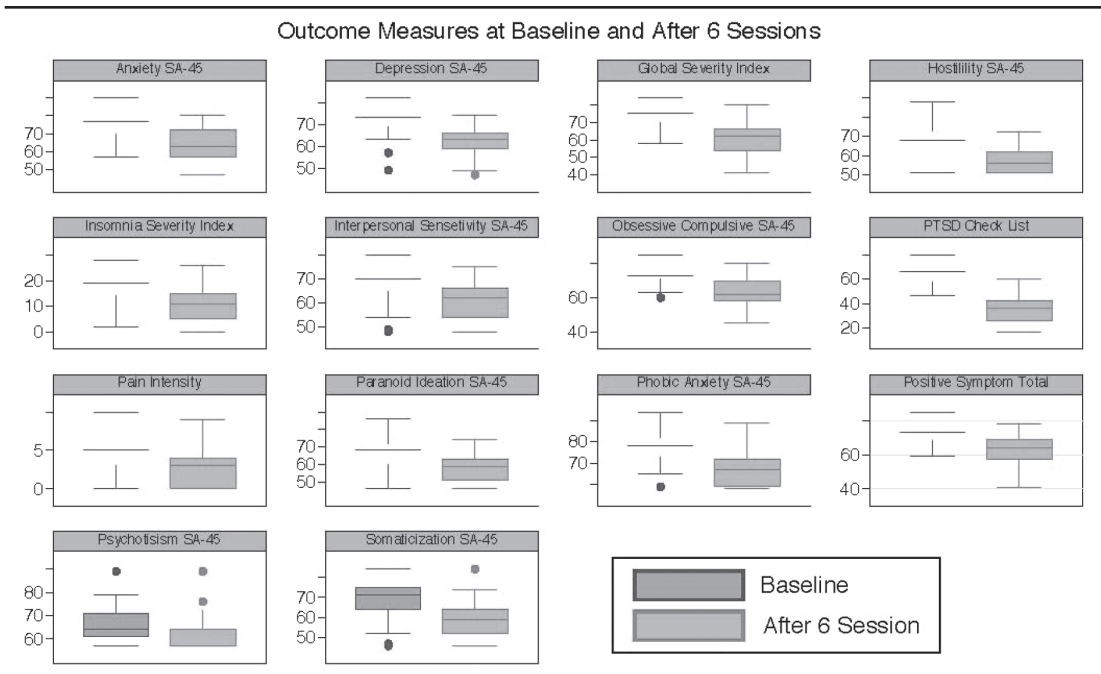 Outcome Measures at Baseline and After 6 Sessions
Anxiety SA-45
Depression SA-45
Global Severity Index
Hostilility SA-45
70
60
50
70
50
70
60
50
40
70
60
50
Insomnia Severity Index
Interpersonal Sensetivity SA-45
Obsessive Compulsive SA-45
PTSD Check List
20
10
0
70
60
50
60
40
60
40
20
Pain Intensity
Paranoid Ideation SA-45
Phobic Anxiety SA-45
Positive Symptom Total
5
0
70
60
50
80
70
60
40
Psychotisism SA-45
Somaticization SA-45
80
70
60
70
60
50
Baseline
After 6 Session